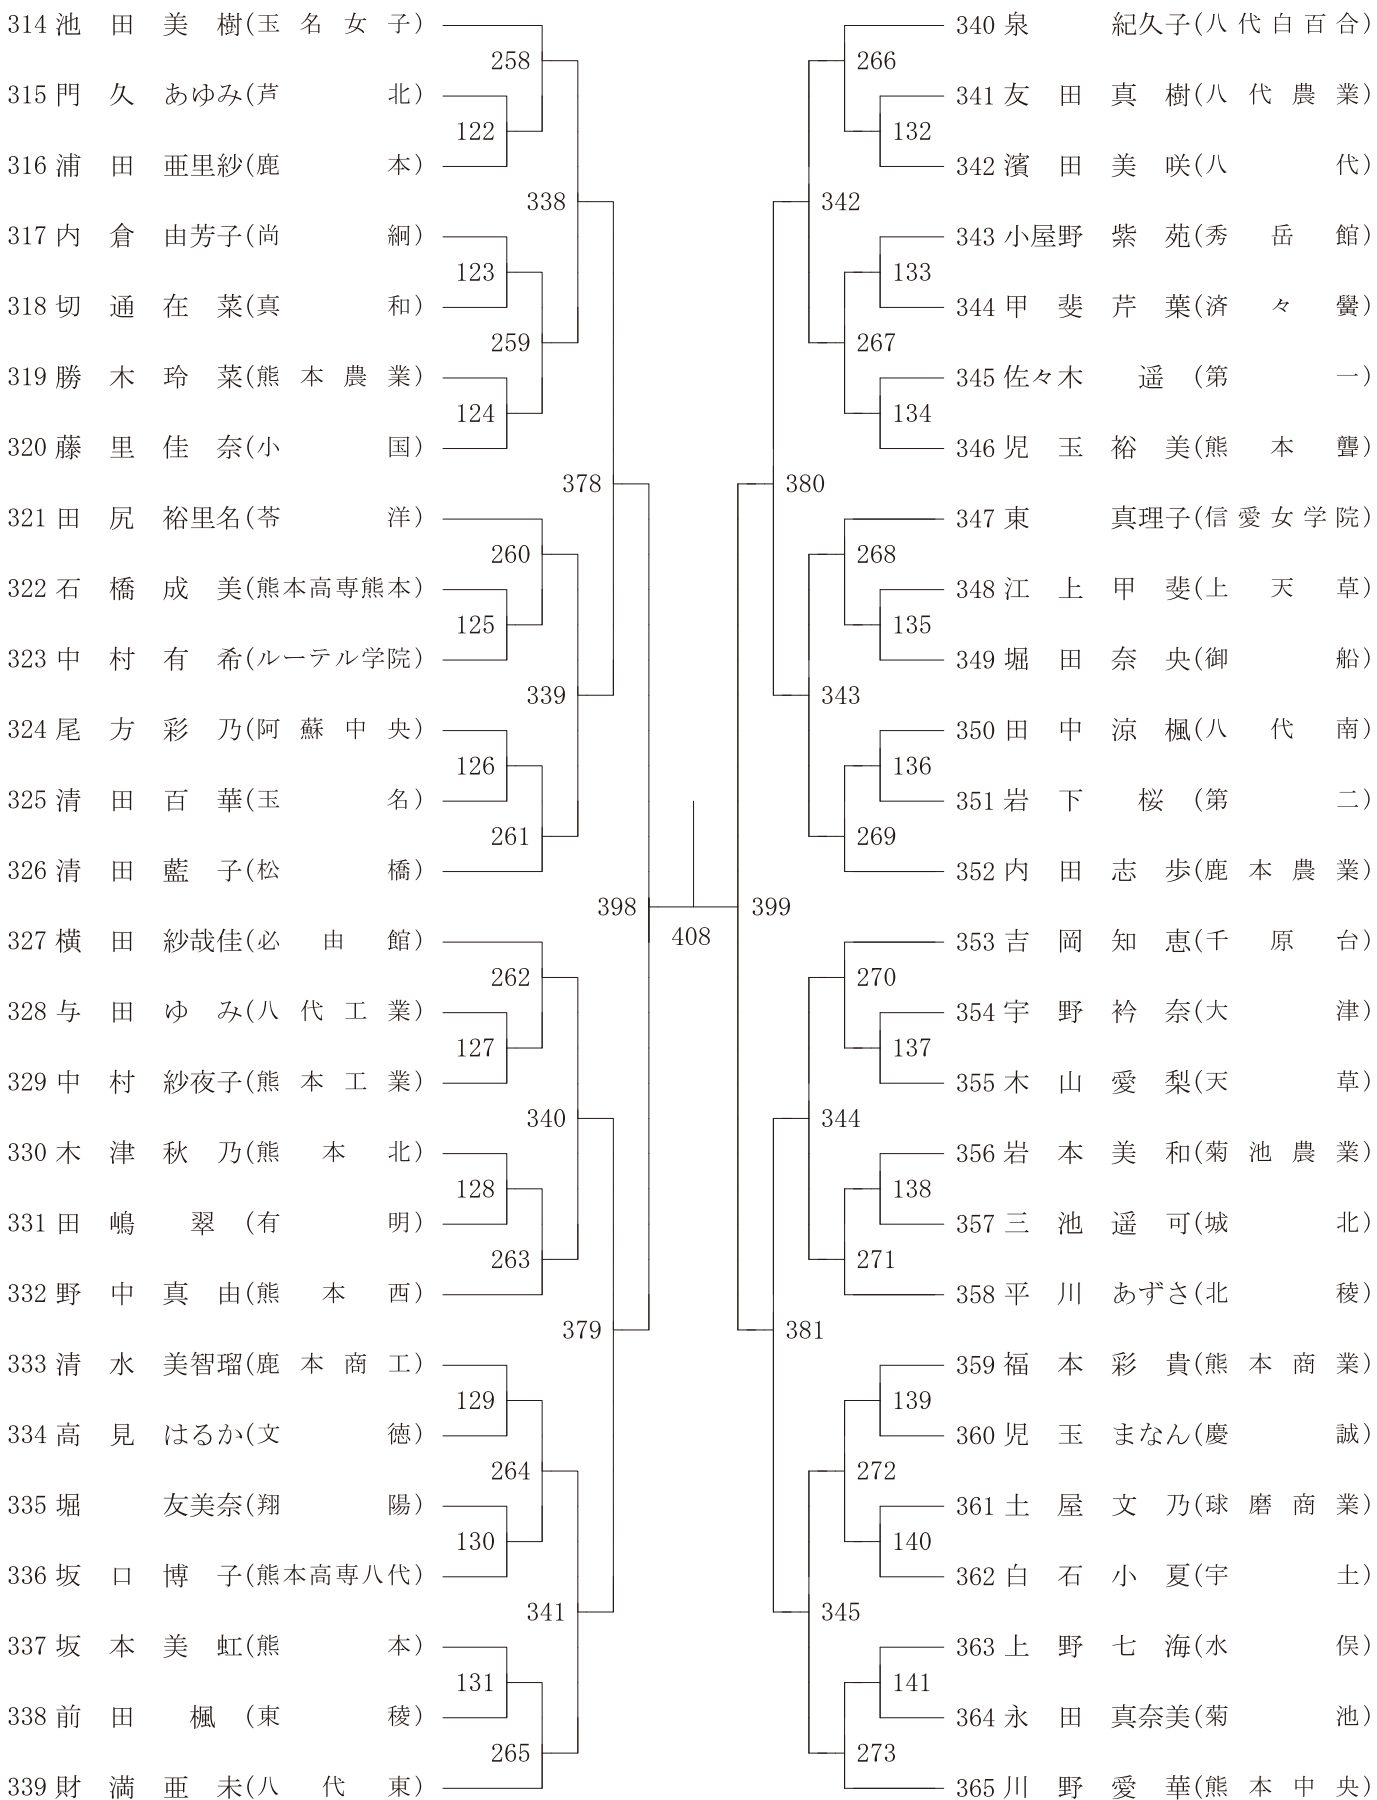 314 池田美樹(玉名女子)
258
315 門久あゆみ(芦北)
122
316 浦田亜里紗(鹿本)
338
317 内倉由芳子(尚絅)
123
318 切通在菜(真和)
259
319 勝木玲菜(熊本農業)
124
320 藤里佳奈(小国)
378
321 田尻裕里名(苓洋)
260
322 石橋成美(熊本高専熊本)
125
323 中村有希(ルーテル学院)
339
324 尾方彩乃(阿蘇中央)
126
325 清田百華(玉名)
261
326 清田藍子(松橋)
398
408
327 横田紗哉佳(必由館)
262
328 与田ゆみ(八代工業)
127
329 中村紗夜子(熊本工業)
340
330 木津秋乃(熊本北)
128
331 田嶋翠(有明)
263
332 野中真由(熊本西)
379
333 清水美智瑠(鹿本商工)
129
334 高見はるか(文徳)
264
335 堀友美奈(翔陽)
130
336 坂口博子(熊本高専八代)
341
337 坂本美虹(熊本)
131
338 前田楓(東稜)
265
339 財満亜未(八代東)
340 泉紀久子(八代白百合)
266
341 友田真樹(八代農業)
132
342 濱田美咲(八代)
342
343 小屋野紫苑(秀岳館)
133
344 甲斐芹葉(済々黌)
267
345 佐々木遥(第一)
134
346 児玉裕美(熊本聾)
380
347 東真理子(信愛女学院)
268
348 江上甲斐(上天草)
135
349 堀田奈央(御船)
343
350 田中涼楓(八代南)
136
351 岩下桜(第二)
269
352 内田志歩(鹿本農業)
399
353 吉岡知恵(千原台)
270
354 宇野衿奈(大津)
137
355 木山愛梨(天草)
344
356 岩本美和(菊池農業)
138
357 三池遥可(城北)
271
358 平川あずさ(北稜)
381
359 福本彩貴(熊本商業)
139
360 児玉まなん(慶誠)
272
361 土屋文乃(球磨商業)
140
362 白石小夏(宇土)
345
363 上野七海(水俣)
141
364 永田真奈美(菊池)
273
365 川野愛華(熊本中央)